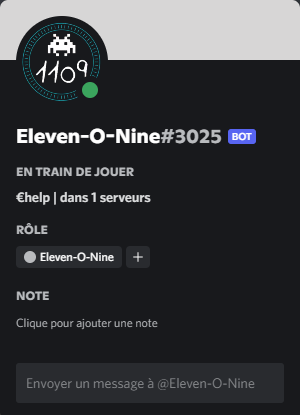 1109
Eleven-O-Nine#3025 BOT
EN TRAIN DE JOUER
€help | dans 1 serveurs
RÔLE
Eleven-O-Nine +
NOTE
Clique pour ajouter une note
Envoyer un message à @Eleven-O-Nine